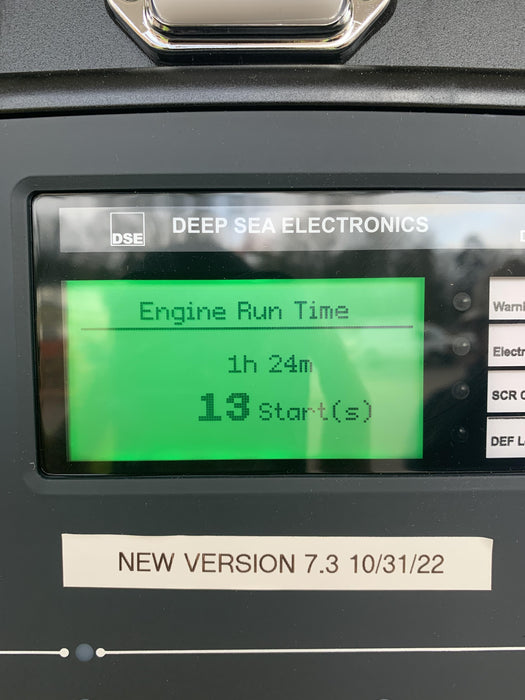 DSE
DEEP SEA ELECTRONICS
Engine Run Time
1h 24m
13 Start(s)
SCR
DEF
NEW VERSION 7.3 10/31/22